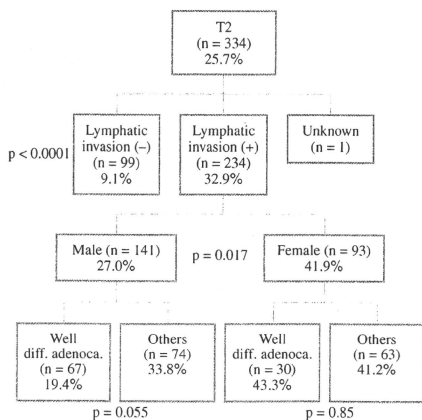 T2
(n = 334)
25.7%
p < 0.0001
Lymphatic
invasion (–)
(n = 99)
9.1%
Lymphatic
invasion (+)
(n = 234)
32.9%
Unknown
(n = 1)
Male (n = 141)
27.0%
p = 0.017
Female (n = 93)
41.9%
Well
diff. adenoca.
(n = 67)
19.4%
Others
(n = 74)
33.8%
Well
diff. adenoca.
(n = 30)
43.3%
Others
(n = 63)
41.2%
p = 0.055
p = 0.85